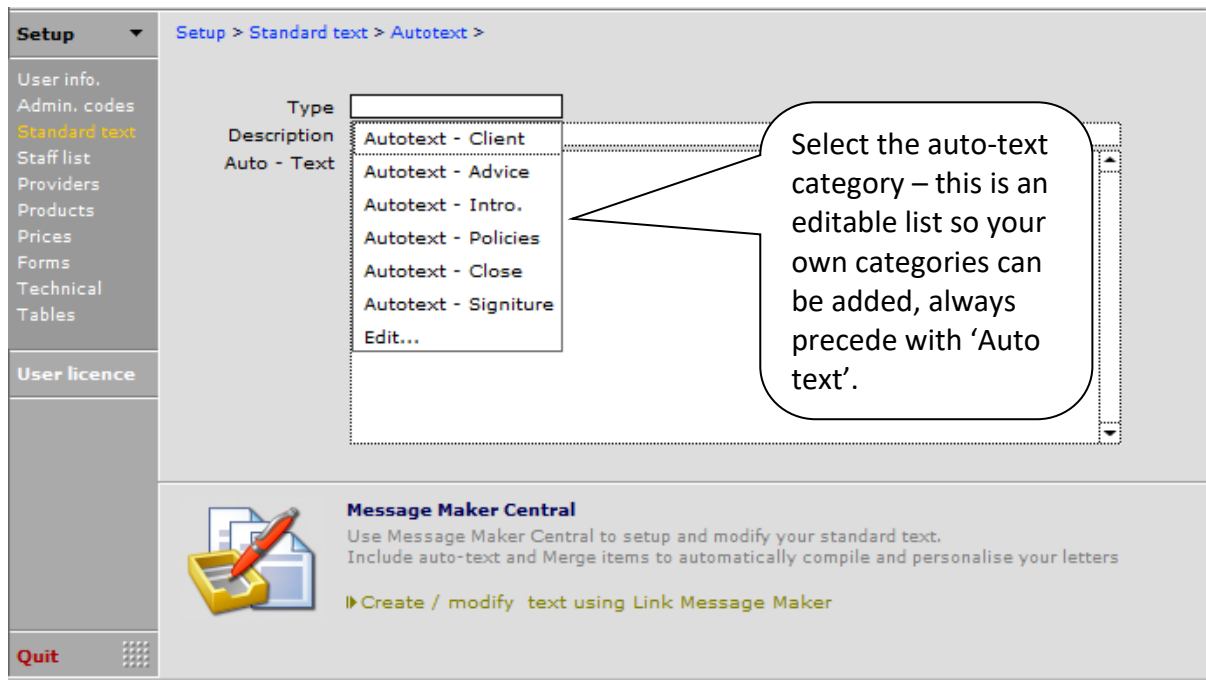 Setup
Setup > Standard text > Autotext >
User info.
Admin. codes
Standard text
Staff list
Providers
Products
Prices
Forms
Technical
Tables
User licence
Quit
Type
Description
Auto - Text
Autotext - Client
Autotext - Advice
Autotext - Intro.
Autotext - Policies
Autotext - Close
Autotext - Signiture
Edit...
Select the auto-text
category – this is an
editable list so your
own categories can
be added, always
precede with ‘Auto
text’.
Message Maker Central
Use Message Maker Central to setup and modify your standard text.
Include auto-text and Merge items to automatically compile and personalise your letters
Create / modify text using Link Message Maker